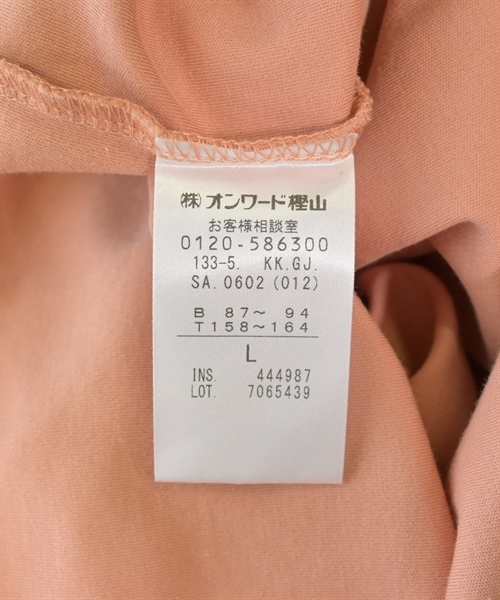 ㈱オンワード樫山
お客様相談室
0120-586300
133-5. KK.GJ.
SA.0602(012)
B 87～ 94
T158～164
L
INS. 444987
LOT. 7065439